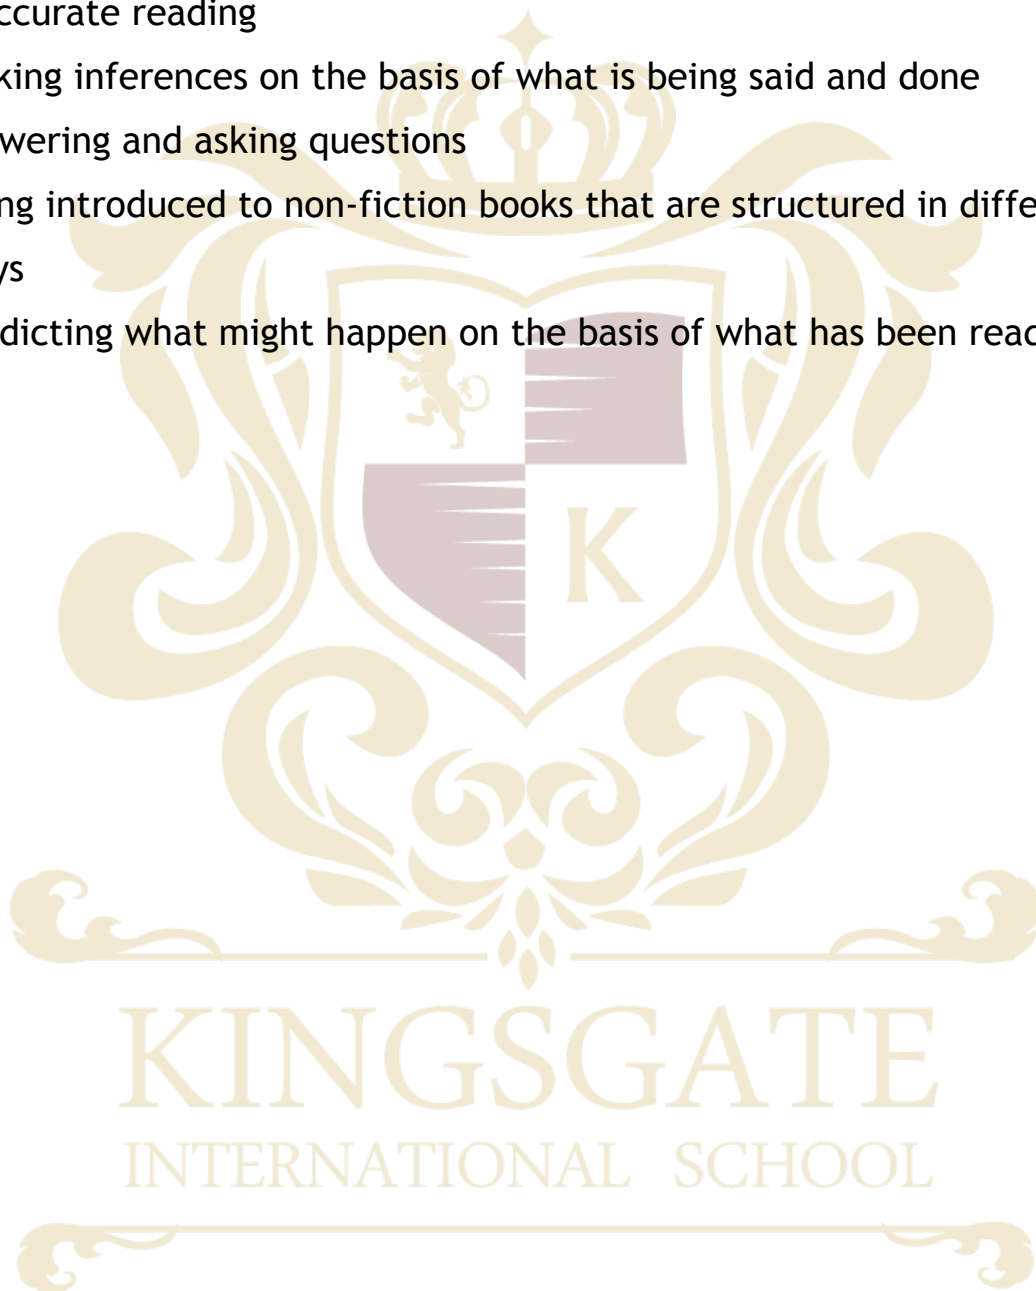 ccurate reading
king inferences on the basis of what is being said and done
wering and asking questions
ng introduced to non-fiction books that are structured in diffe
ys
dicting what might happen on the basis of what has been read
K
KINGSGATE
INTERNATIONAL SCHOOL